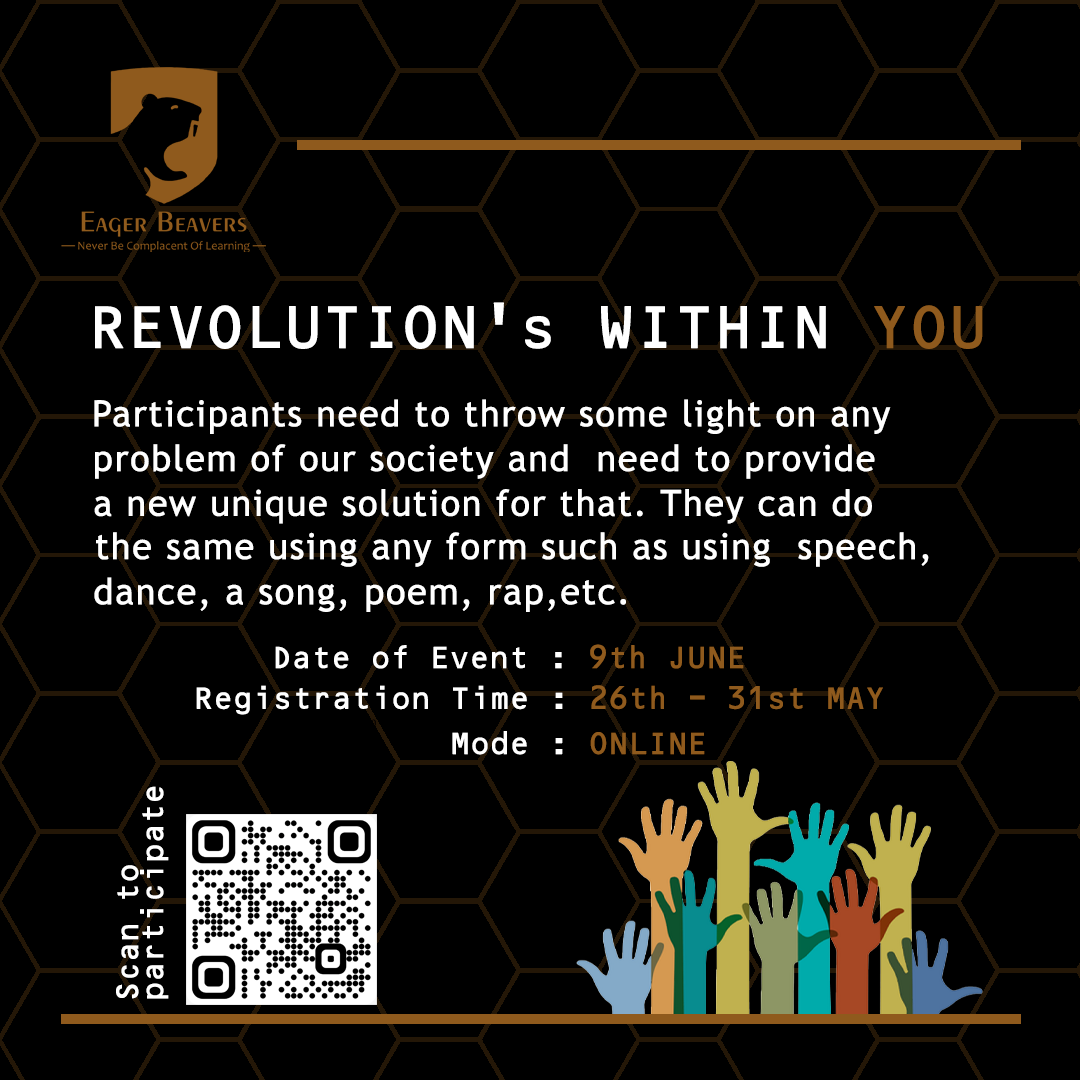 EAGER BEAVERS
— Never Be Complacent Of Learning —
REVOLUTION's WITHIN YOU
Participants need to throw some light on any
problem of our society and  need to provide
a new unique solution for that. They can do
the same using any form such as using  speech,
dance, a song, poem, rap,etc.
Date of Event : 9th JUNE
Registration Time : 26th - 31st MAY
Mode : ONLINE
Scan to
participate